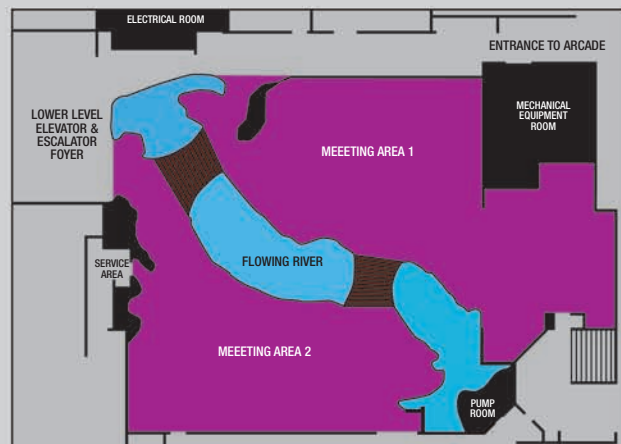 ELECTRICAL ROOM
ENTRANCE TO ARCADE
LOWER LEVEL
ELEVATOR &
ESCALATOR
FOYER
MECHANICAL
EQUIPMENT
ROOM
MEEETING AREA 1
FLOWING RIVER
SERVICE
AREA
MEEETING AREA 2
PUMP
ROOM